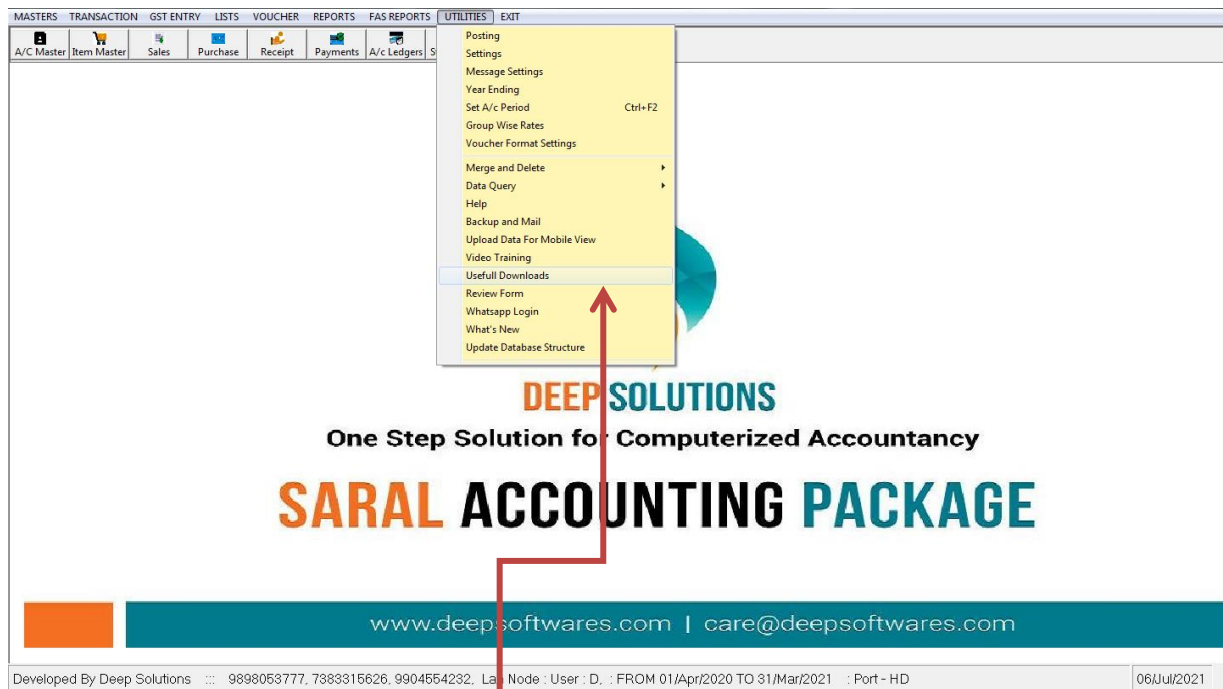 MASTERS TRANSACTION GST ENTRY LISTS VOUCHER REPORTS FAS REPORTS UTILITIES EXIT
A/C Master Item Master Sales Purchase Receipt Payments A/c Ledgers
Posting
Settings
Message Settings
Year Ending
Set A/c Period Ctrl+F2
Group Wise Rates
Voucher Format Settings
Merge and Delete
Data Query
Help
Backup and Mail
Upload Data For Mobile View
Video Training
Usefull Downloads
Review Form
Whatsapp Login
What's New
Update Database Structure
DEEP SOLUTIONS
One Step Solution for Computerized Accountancy
SARAL ACCOUNTING PACKAGE
www.deepsoftwares.com | care@deepsoftwares.com
Developed By Deep Solutions ::: 9898053777, 7383315626, 9904554232, Lan Node : User : D, : FROM 01/Apr/2020 TO 31/Mar/2021 : Port - HD 06/Jul/2021